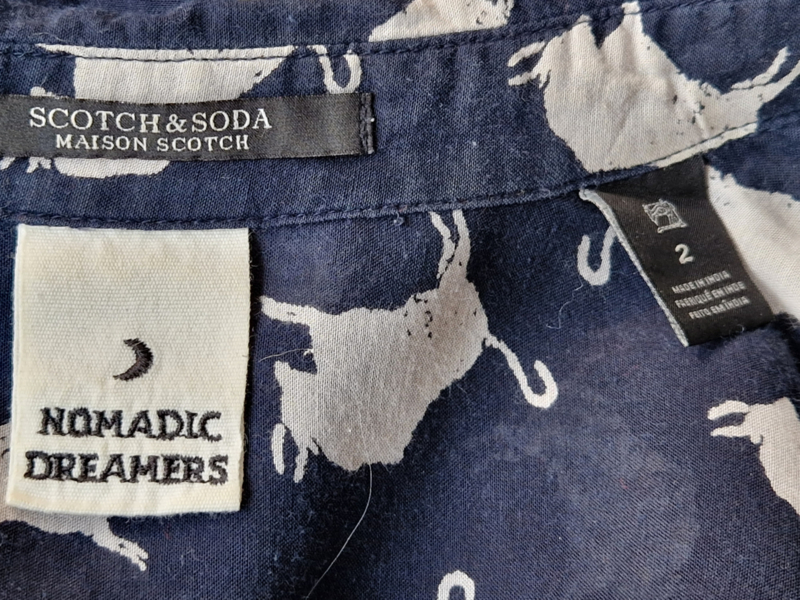 SCOTCH & SODA
MAISON SCOTCH
2
MADE IN INDIA
FABRIQUÉ EN INDE
FEITO EM ÍNDIA
NOMADIC
DREAMERS